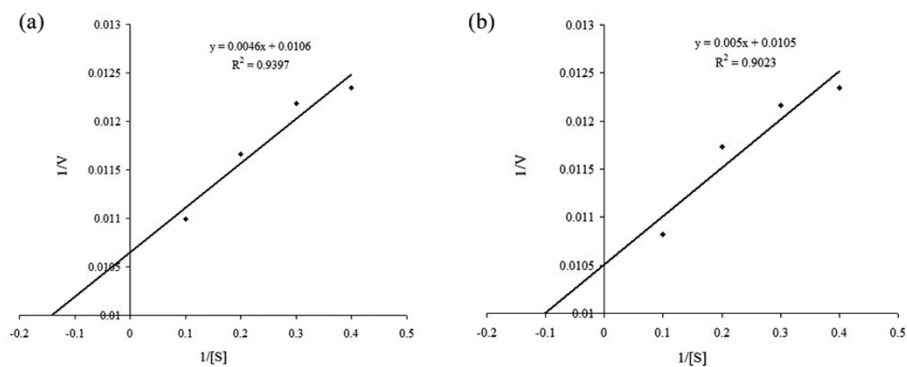 (a)
y = 0.0046x + 0.0106
R² = 0.9397
1/V
0.013
0.0125
0.012
0.0115
0.011
0.0105
0.01
-0.2 -0.1 0 0.1 0.2 0.3 0.4 0.5
1/[S]
(b)
y = 0.005x + 0.0105
R² = 0.9023
1/V
0.013
0.0125
0.012
0.0115
0.011
0.0105
0.01
-0.2 -0.1 0 0.1 0.2 0.3 0.4 0.5
1/[S]